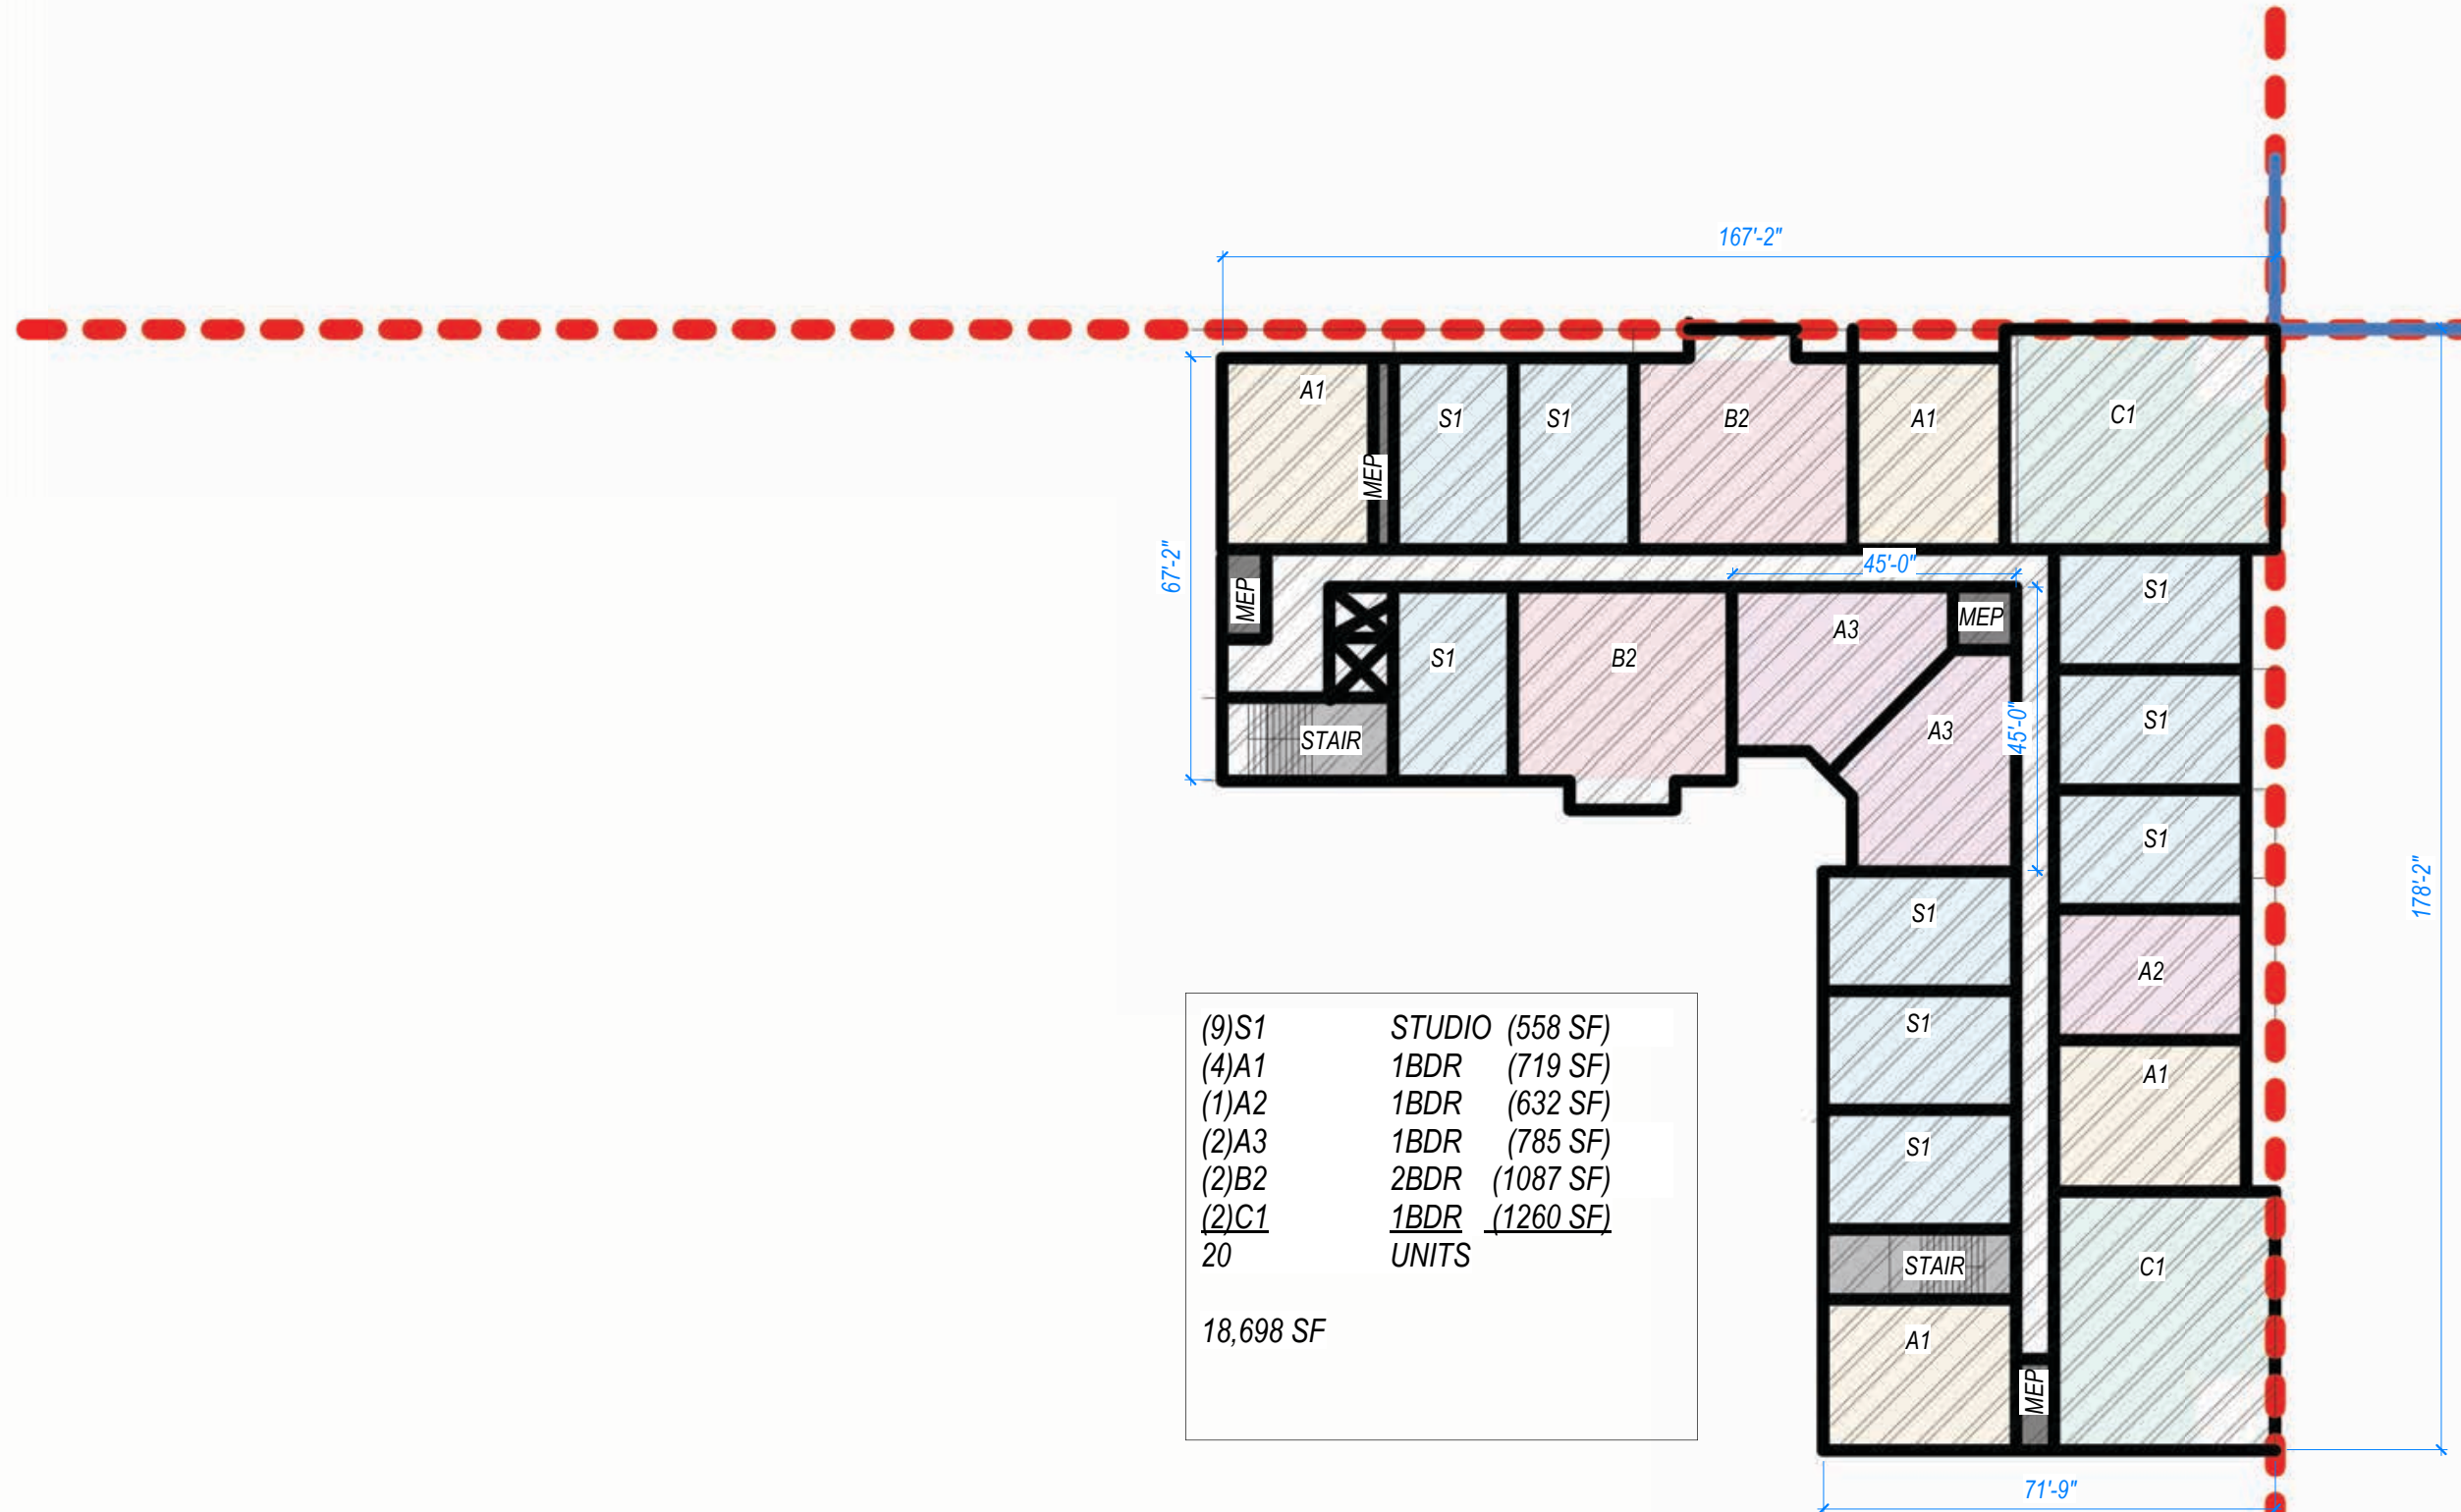 167'-2"
A1
S1
S1
B2
A1
C1
MEP
67'-2"
45'-0"
MEP
S1
MEP
A3
S1
B2
A3
45'-0"
S1
STAIR
S1
178'-2"
S1
A2
S1
A1
S1
STAIR
C1
A1
MEP
71'-9"
(9)S1 STUDIO (558 SF)
(4)A1 1BDR (719 SF)
(1)A2 1BDR (632 SF)
(2)A3 1BDR (785 SF)
(2)B2 2BDR (1087 SF)
(2)C1 1BDR (1260 SF)
20 UNITS
18,698 SF